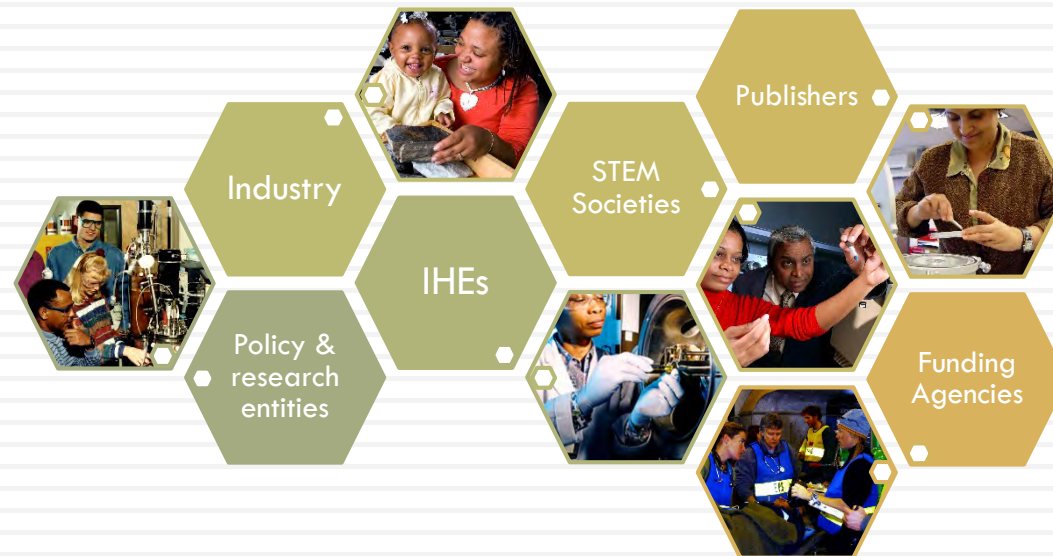 Publishers
Industry
STEM
Societies
IHEs
Policy &
research
entities
Funding
Agencies